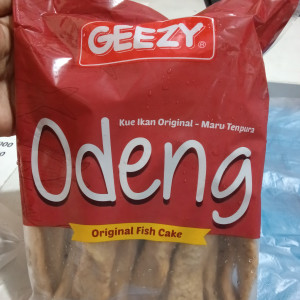 GEEZY®
Kue Ikan Original - Maru Tenpura
Odeng
Original Fish Cake